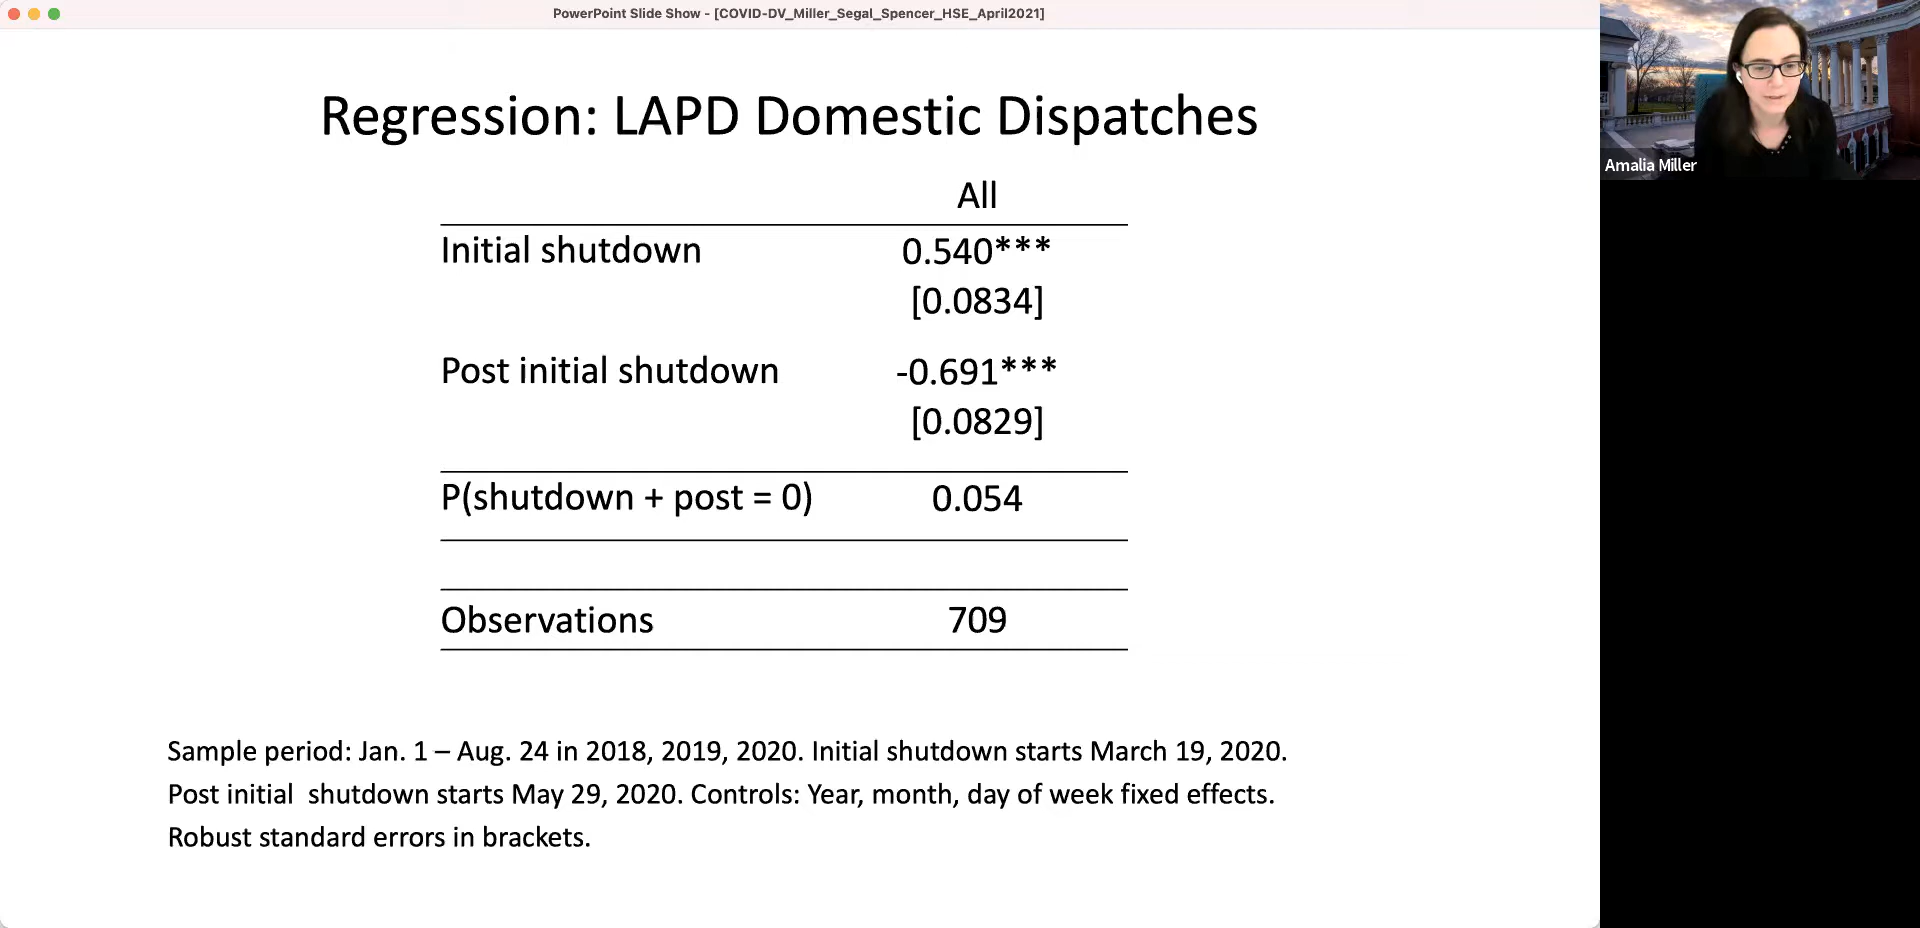 PowerPoint Slide Show - [COVID-DV_Miller_Segal_Spencer_HSE_April2021]
Regression: LAPD Domestic Dispatches
All
Initial shutdown 0.540***
[0.0834]
Post initial shutdown -0.691***
[0.0829]
P(shutdown + post = 0) 0.054
Observations 709
Sample period: Jan. 1 – Aug. 24 in 2018, 2019, 2020. Initial shutdown starts March 19, 2020.
Post initial  shutdown starts May 29, 2020. Controls: Year, month, day of week fixed effects.
Robust standard errors in brackets.
Amalia Miller